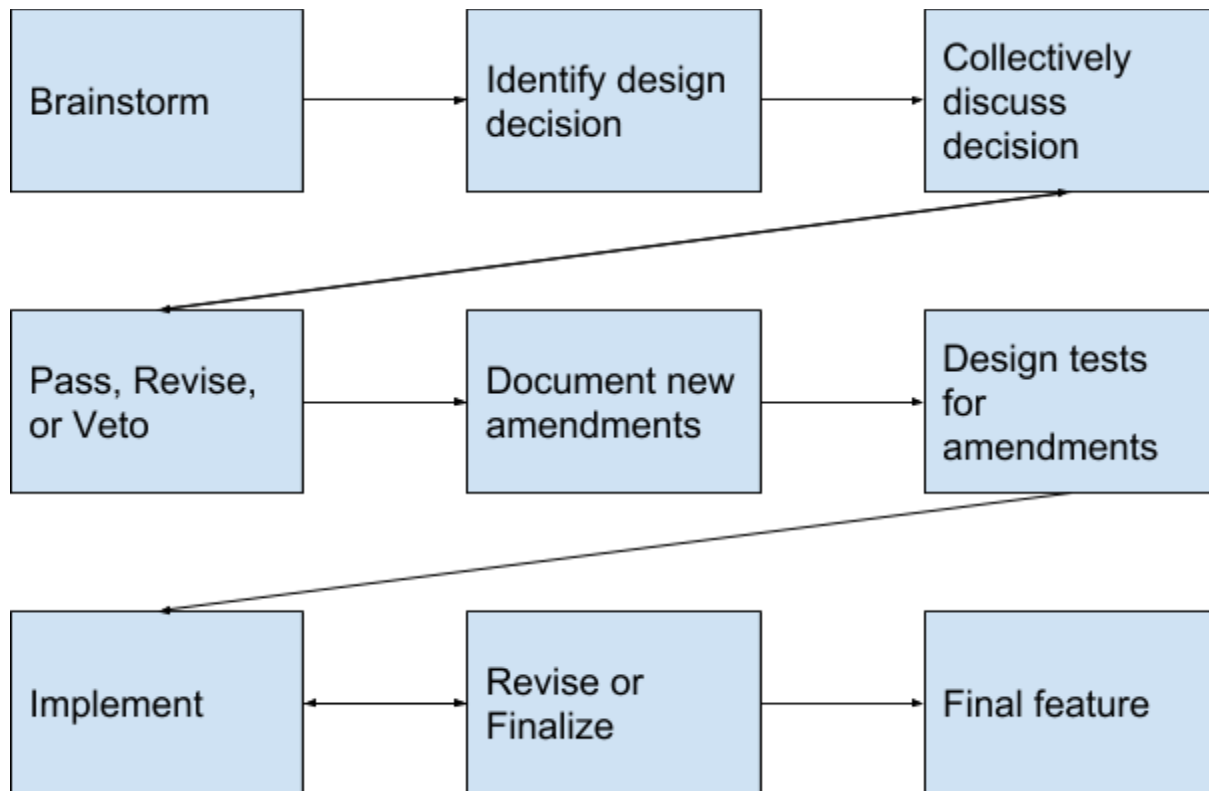 Brainstorm
Identify design
decision
Collectively
discuss
decision
Pass, Revise,
or Veto
Document new
amendments
Design tests
for
amendments
Implement
Revise or
Finalize
Final feature